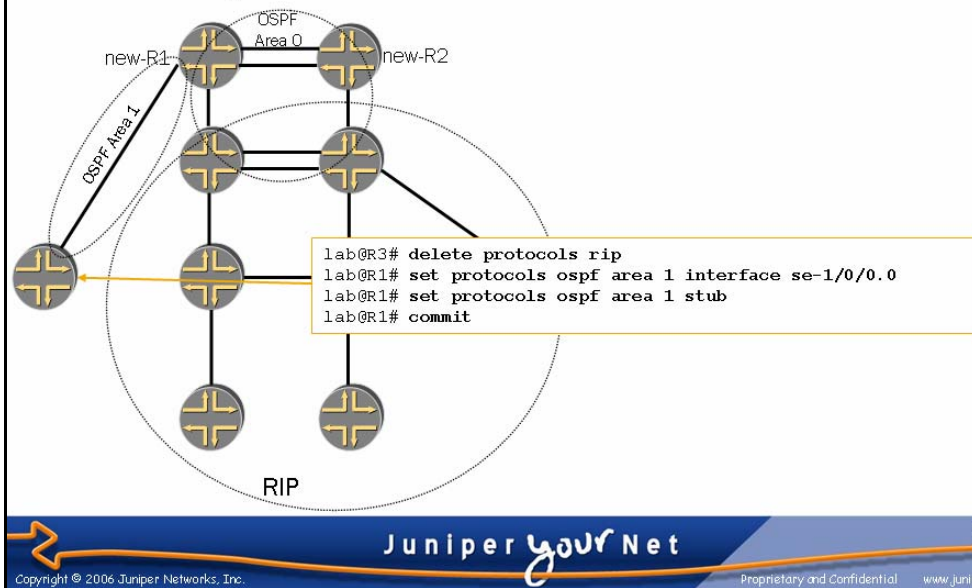 OSPF
Area 0
new-R1
new-R2
OSPF Area 1
lab@R3# delete protocols rip
lab@R1# set protocols ospf area 1 interface se-1/0/0.0
lab@R1# set protocols ospf area 1 stub
lab@R1# commit
RIP
Juniper your Net
Copyright © 2006 Juniper Networks, Inc.
Proprietary and Confidential
www.juni